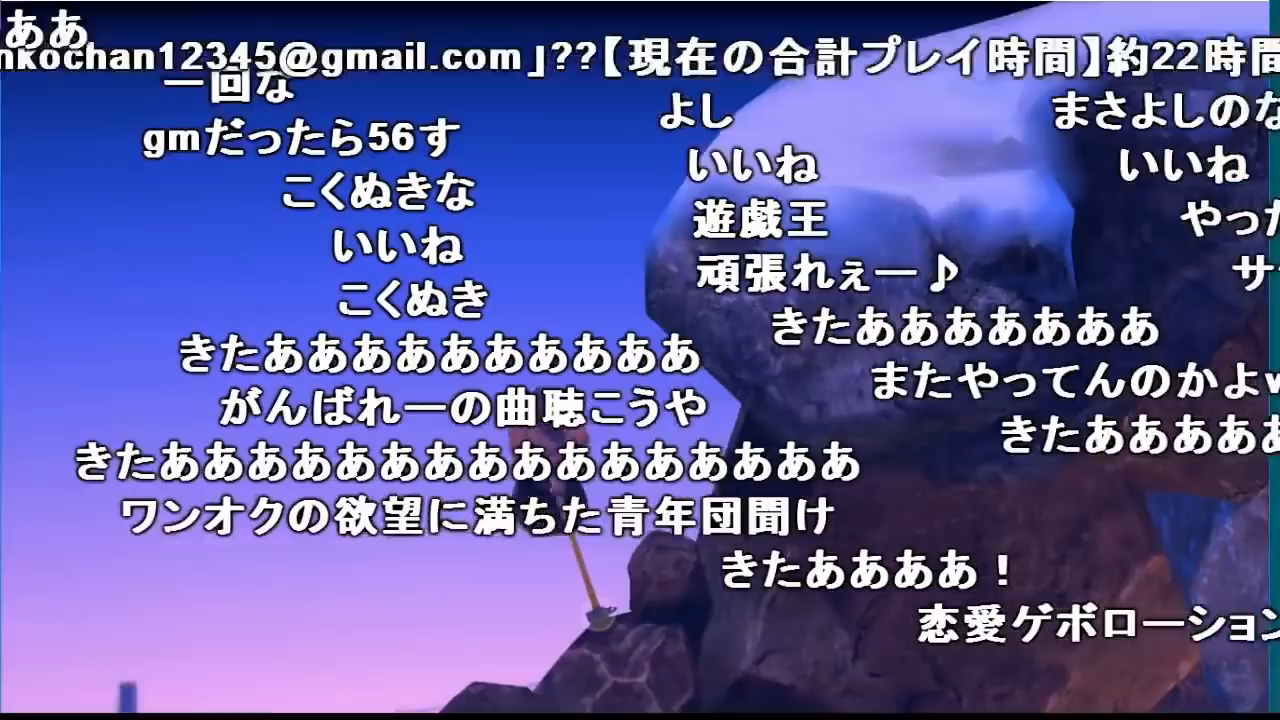 ああ
nkochan12345@gmail.com」??【現在の合計プレイ時間】約22時間
一回な
gmだったら56す
よし
まさよしのな
こくぬきな
いいね
いいね
いいね
遊戯王
やった
こくぬき
頑張れぇー♪
サ
きたあああああああああああ
きたああああああああ
がんばれーの曲聴こうや
またやってんのかよw
きたああああああああああああああああ
きたあああああ
ワンオクの欲望に満ちた青年団聞け
きたああああ！
恋愛ゲボローション